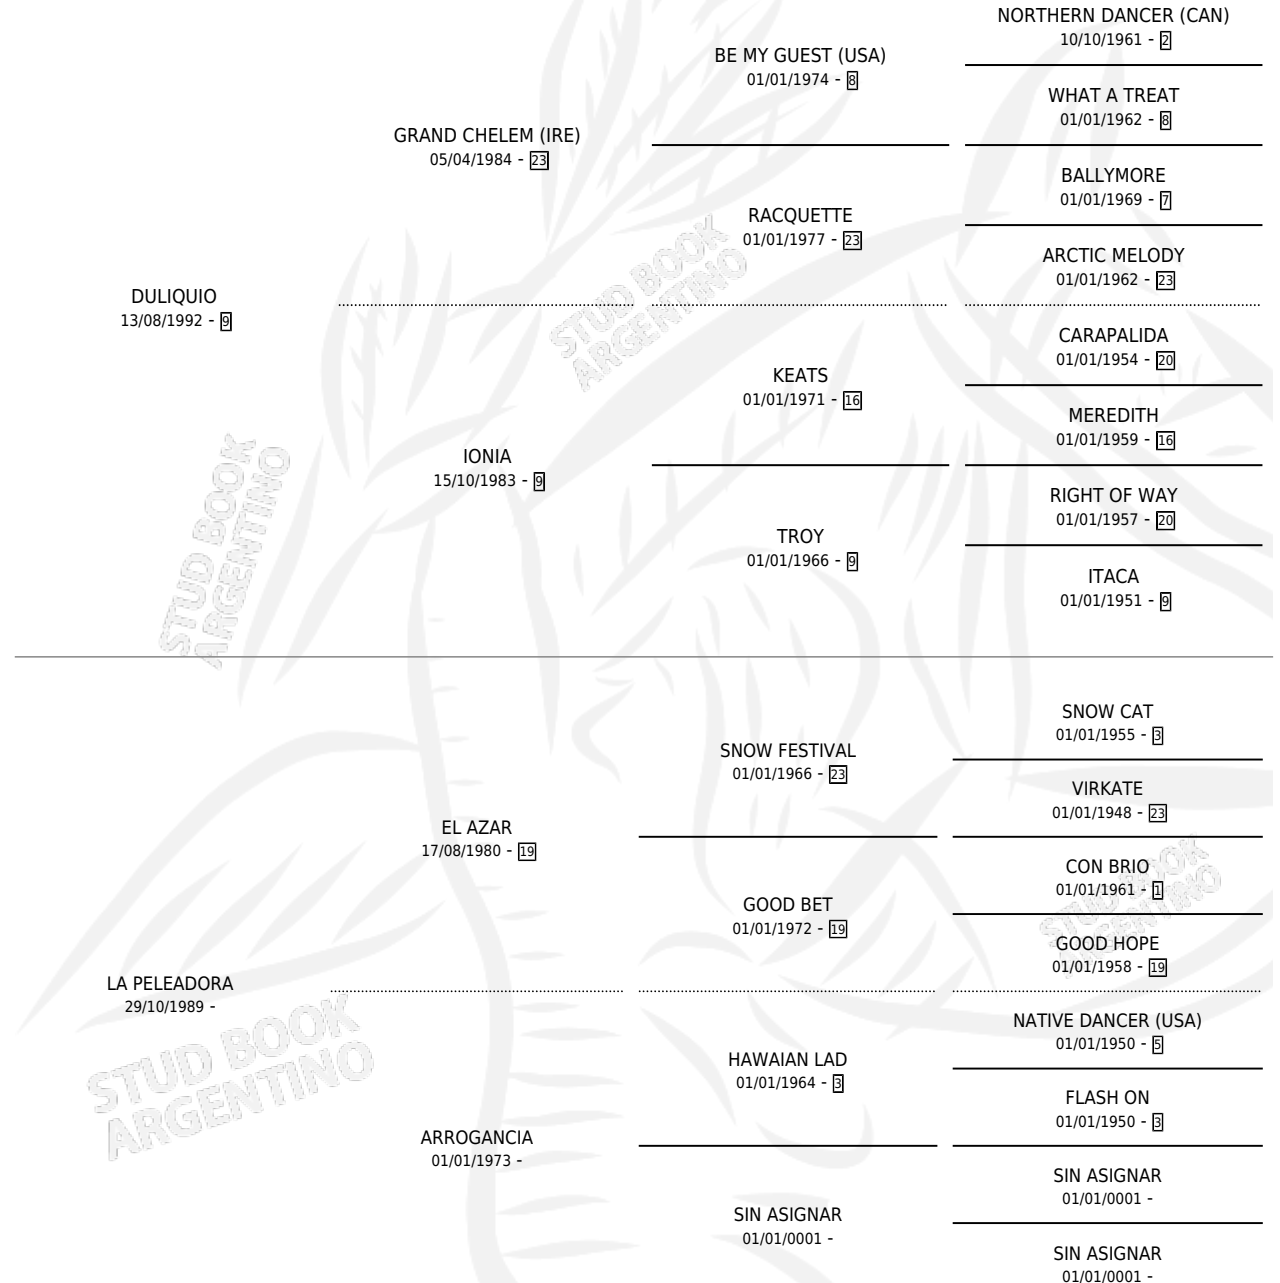 NORTHERN DANCER (CAN)
10/10/1961 - 2
BE MY GUEST (USA)
01/01/1974 - 8
WHAT A TREAT
01/01/1962 - 8
GRAND CHELEM (IRE)
05/04/1984 - 23
BALLYMORE
01/01/1969 - 7
RACQUETTE
01/01/1977 - 23
ARCTIC MELODY
01/01/1962 - 23
DULIQUIO
13/08/1992 - 9
STUD BOOK
ARGENTINO
CARAPALIDA
01/01/1954 - 20
KEATS
01/01/1971 - 16
MEREDITH
01/01/1959 - 16
IONIA
15/10/1983 - 9
RIGHT OF WAY
01/01/1957 - 20
TROY
01/01/1966 - 9
ITACA
01/01/1951 - 9
STUD BOOK
ARGENTINO
SNOW CAT
01/01/1955 - 3
SNOW FESTIVAL
01/01/1966 - 23
VIRKATE
01/01/1948 - 23
EL AZAR
17/08/1980 - 19
CON BRIO
01/01/1961 - 1
GOOD BET
01/01/1972 - 19
STUD BOOK
ARGENTINO
GOOD HOPE
01/01/1958 - 19
LA PELEADORA
29/10/1989 -
NATIVE DANCER (USA)
01/01/1950 - 5
HAWAIAN LAD
01/01/1964 - 3
STUD BOOK
ARGENTINO
FLASH ON
01/01/1950 - 3
ARROGANCIA
01/01/1973 -
SIN ASIGNAR
01/01/0001 -
SIN ASIGNAR
01/01/0001 -
SIN ASIGNAR
01/01/0001 -